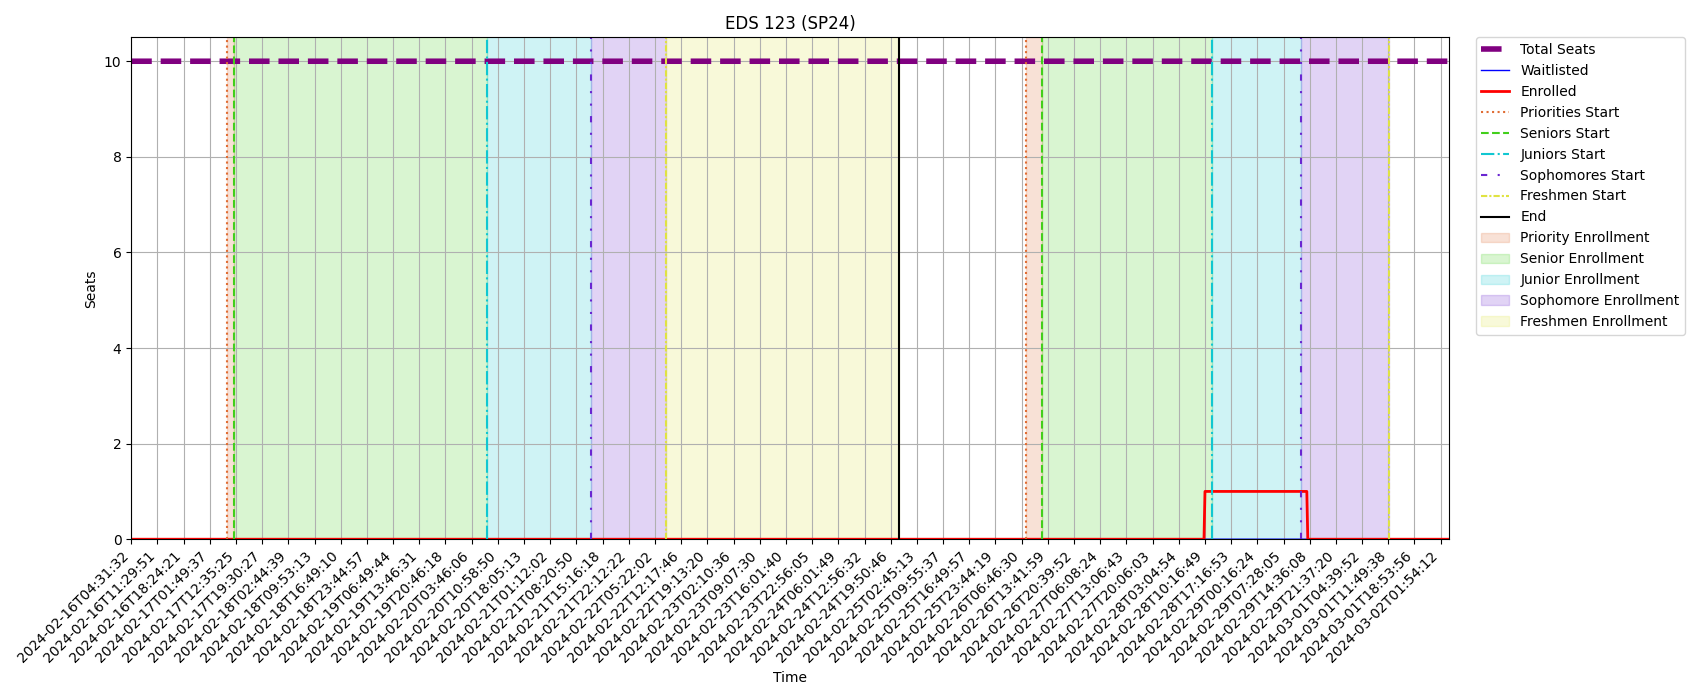 EDS 123 (SP24)
10
8
6
4
2
0
Seats
2024-02-16T04:31:32
2024-02-16T11:29:51
2024-02-16T18:24:21
2024-02-17T01:49:37
2024-02-17T12:35:25
2024-02-17T19:30:27
2024-02-18T02:44:39
2024-02-18T09:53:13
2024-02-18T16:49:10
2024-02-18T23:44:57
2024-02-19T06:49:44
2024-02-19T13:46:31
2024-02-19T20:46:18
2024-02-20T03:46:06
2024-02-20T10:58:50
2024-02-20T18:05:13
2024-02-21T01:12:02
2024-02-21T08:20:50
2024-02-21T15:16:18
2024-02-21T22:12:22
2024-02-22T05:22:02
2024-02-22T12:17:46
2024-02-22T19:13:20
2024-02-23T02:10:36
2024-02-23T09:07:30
2024-02-23T16:01:40
2024-02-23T22:56:05
2024-02-24T06:01:49
2024-02-24T12:56:32
2024-02-24T19:50:46
2024-02-25T02:45:13
2024-02-25T09:55:37
2024-02-25T16:49:57
2024-02-25T23:44:19
2024-02-26T06:46:30
2024-02-26T13:41:59
2024-02-26T20:39:52
2024-02-27T06:08:24
2024-02-27T13:06:43
2024-02-27T20:06:03
2024-02-28T03:04:54
2024-02-28T10:16:49
2024-02-28T17:16:53
2024-02-29T00:16:24
2024-02-29T07:28:05
2024-02-29T14:36:08
2024-02-29T21:37:20
2024-03-01T04:39:52
2024-03-01T11:49:38
2024-03-01T18:53:56
2024-03-02T01:54:12
Time
Total Seats
Waitlisted
Enrolled
Priorities Start
Seniors Start
Juniors Start
Sophomores Start
Freshmen Start
End
Priority Enrollment
Senior Enrollment
Junior Enrollment
Sophomore Enrollment
Freshmen Enrollment